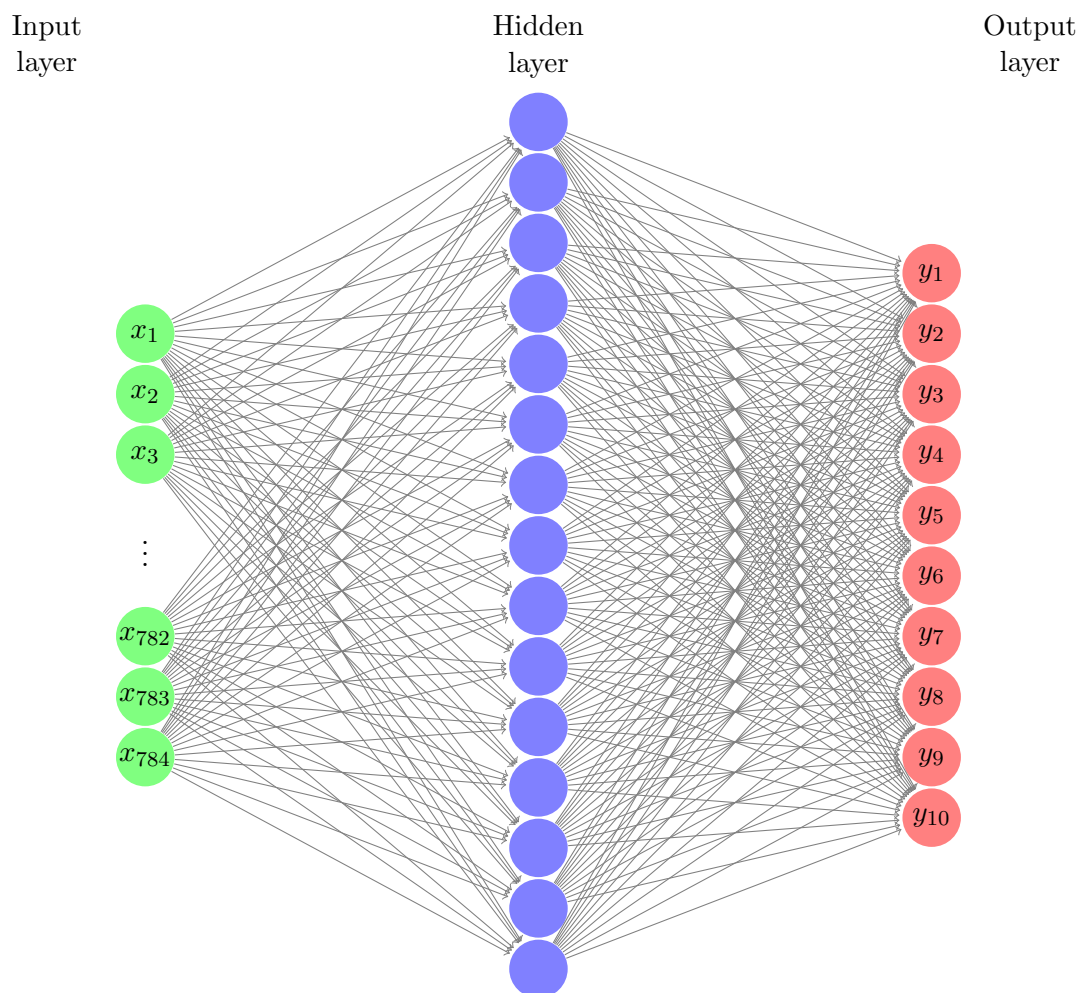 Input
layer
Hidden
layer
Output
layer
x₁
x₂
x₃
⋮
x₇₈₂
x₇₈₃
x₇₈₄
y₁
y₂
y₃
y₄
y₅
y₆
y₇
y₈
y₉
y₁₀